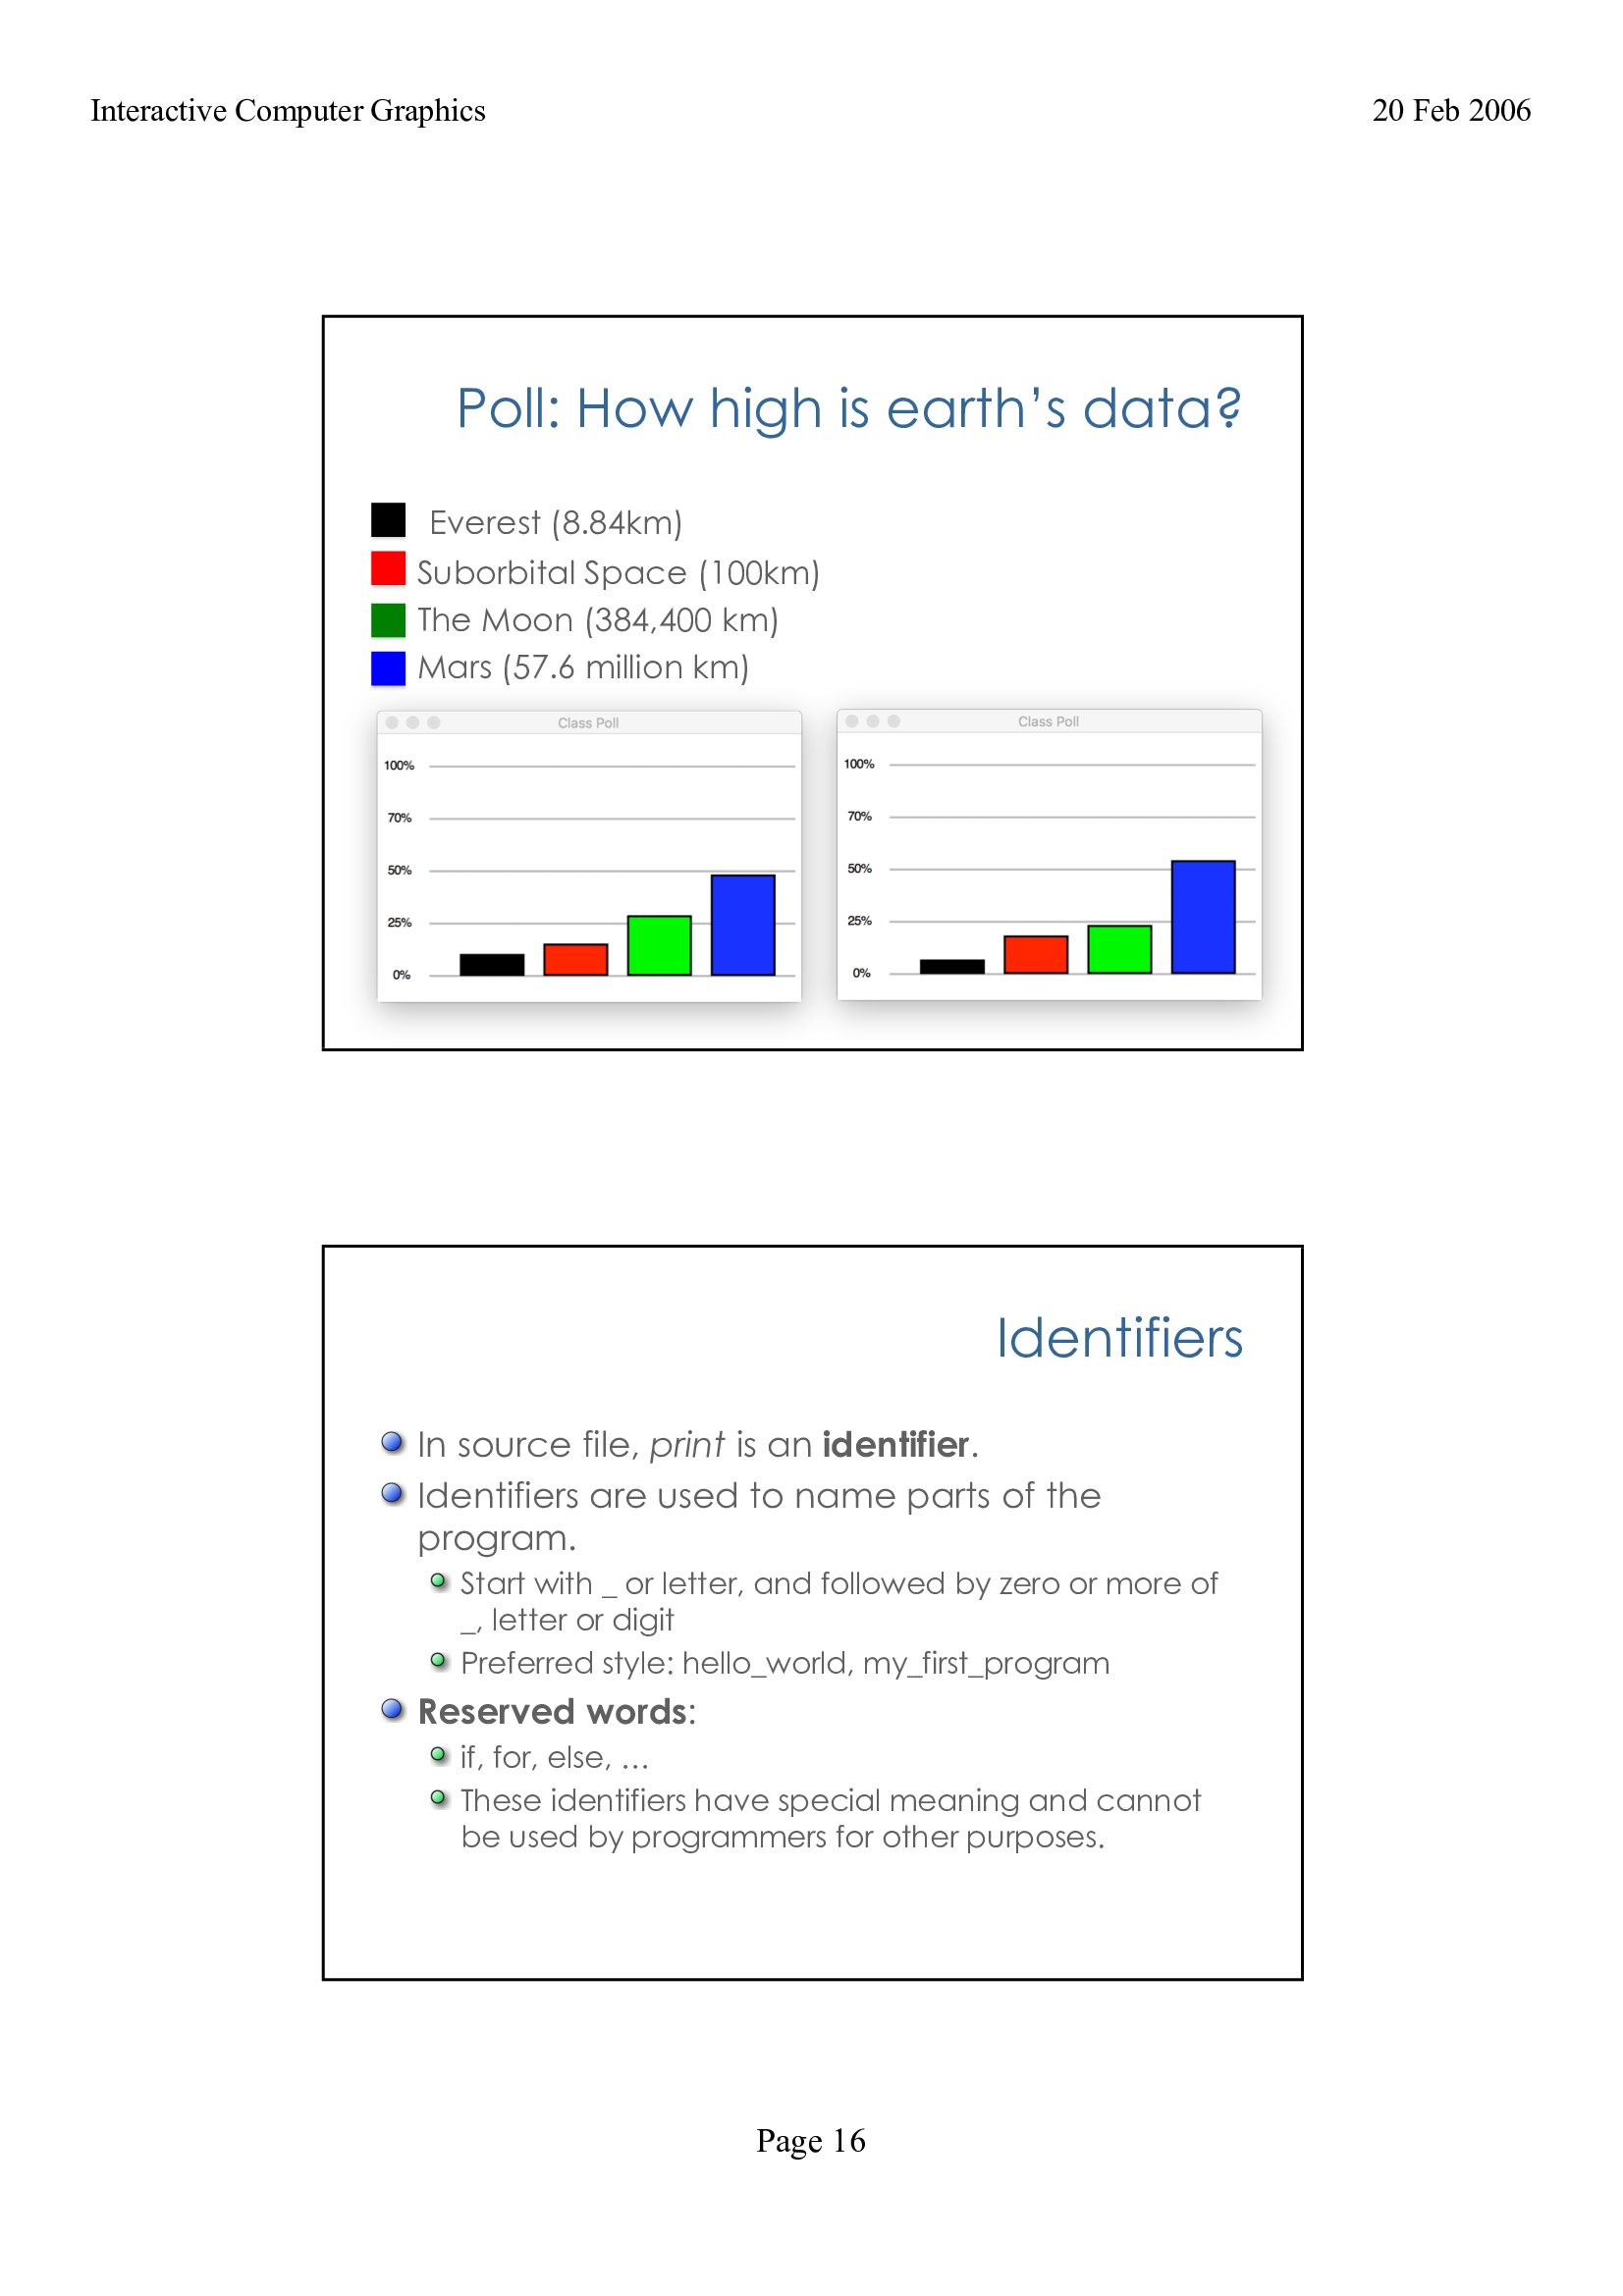 Interactive Computer Graphics 20 Feb 2006
Poll: How high is earth’s data?
Everest (8.84km)
Suborbital Space (100km)
The Moon (384,400 km)
Mars (57.6 million km)
Class Poll
100%
70%
50%
25%
0%
Class Poll
100%
70%
50%
25%
0%
Identifiers
In source file, print is an identifier.
Identifiers are used to name parts of the
program.
Start with _ or letter, and followed by zero or more of
_, letter or digit
Preferred style: hello_world, my_first_program
Reserved words:
if, for, else, …
These identifiers have special meaning and cannot
be used by programmers for other purposes.
Page 16